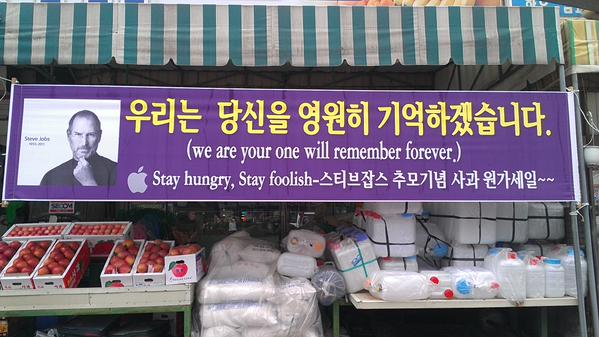 Steve Jobs
1955-2011
우리는 당신을 영원히 기억하겠습니다.
(we are your one will remember forever.)
Stay hungry, Stay foolish-스티브잡스 추모기념 사과 원가세일~~